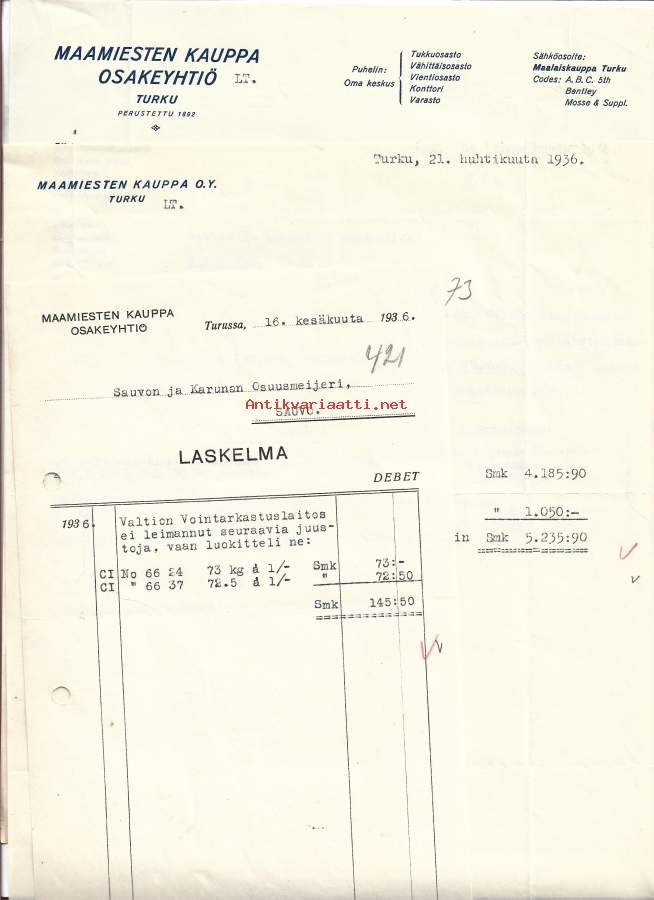 MAAMIESTEN KAUPPA
OSAKEYHTIÖ LT.
TURKU
PERUSTETTU 1892
Puhelin:
Oma keskus
Tukkuosasto
Vähittäisosasto
Vientiosasto
Konttori
Varasto
Sähköosoite:
Maalaiskauppa Turku
Codes: A.B.C. 5th
Bentley
Mosse & Suppl.
Turku, 21. huhtikuuta 1936.
MAAMIESTEN KAUPPA O.Y.
TURKU LT.
73
MAAMIESTEN KAUPPA
OSAKEYHTIÖ
Turussa, 16. kesäkuuta 1936.
421
Sauvon ja Karunan Osuusmeijeri,
Antikvariaatti.net
SAUVO.
LASKELMA
DEBET
1936. Valtion Vointarkastuslaitos
ei leimannut seuraavia juus-
toja, vaan luokitteli ne:
CI No 66 24 73 kg á 1/- Smk 73:-
CI " 66 37 72.5 á 1/- " 72:50
Smk 145:50
Smk 4.185:90
" 1.050:-
in Smk 5.235:90